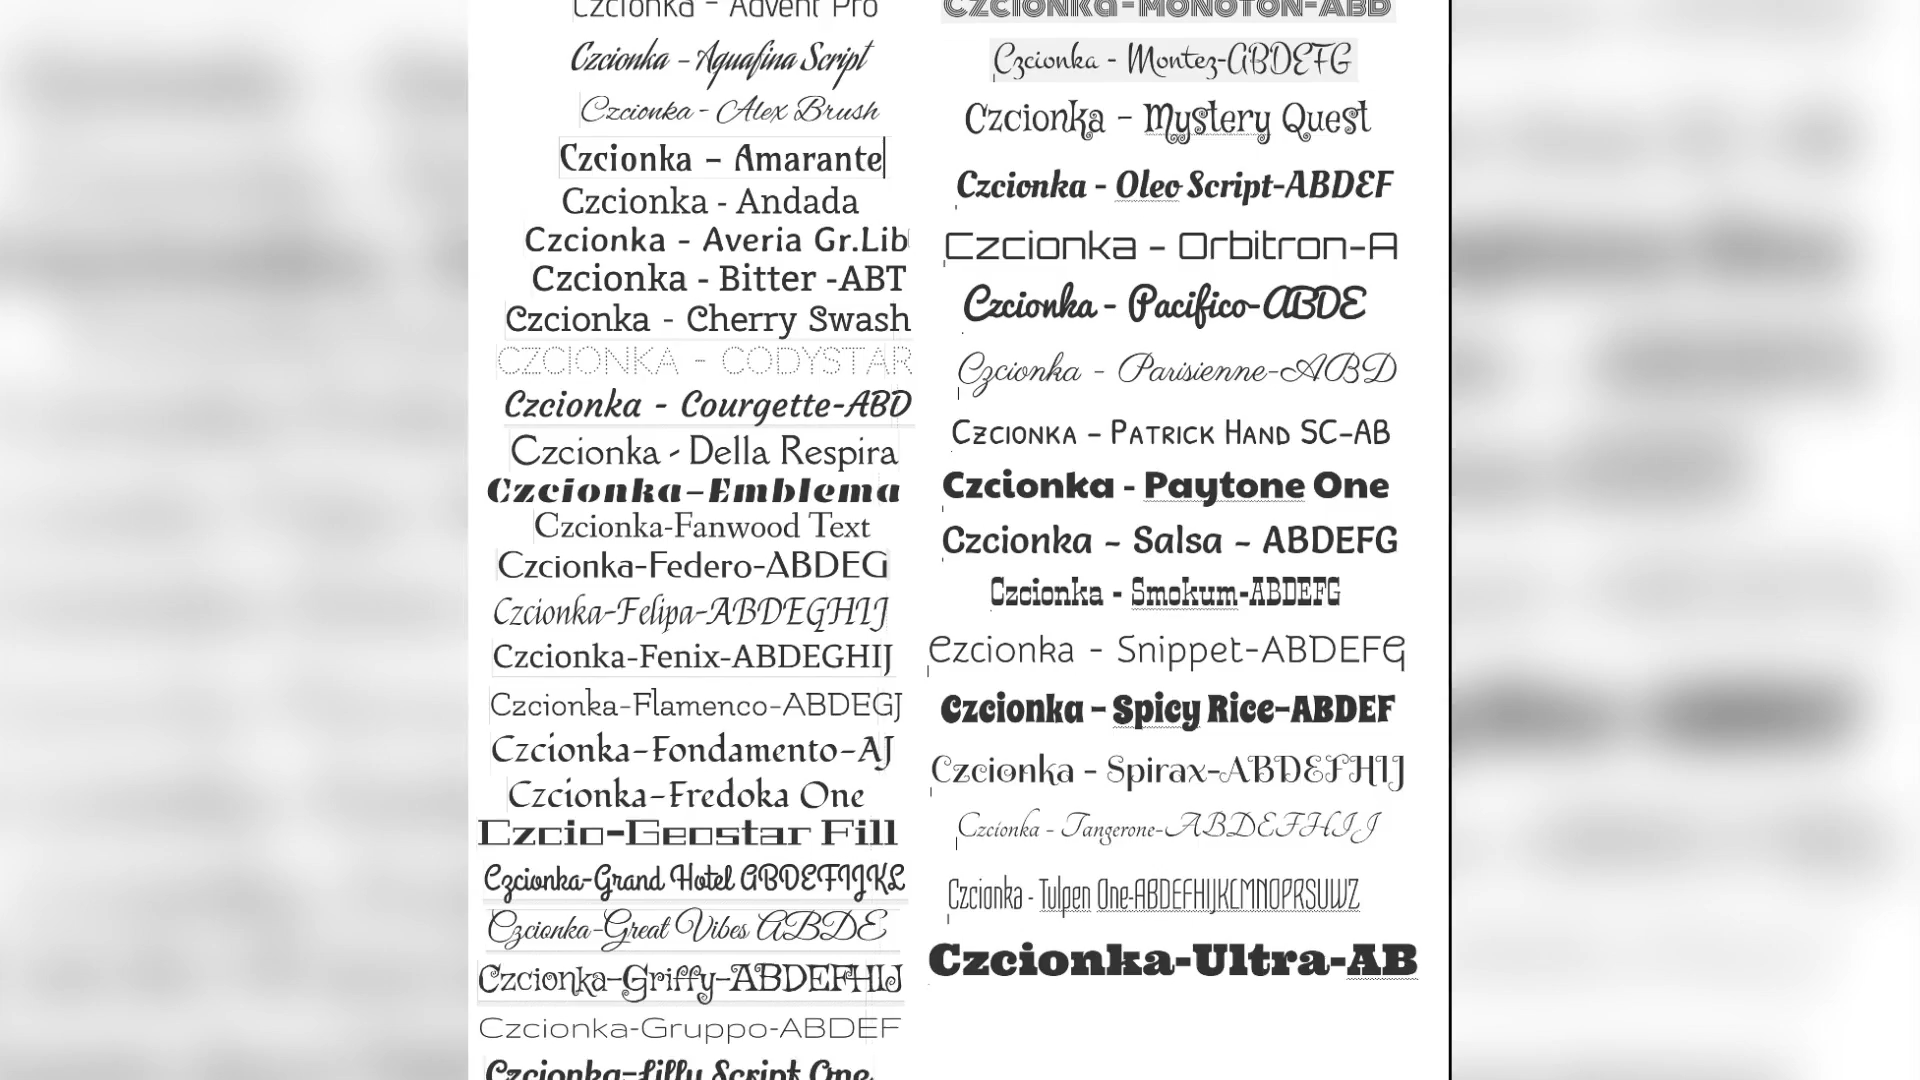 Czcionka - Advent Pro
Czcionka - Aguafina Script
Czcionka - Alex Brush
Czcionka - Amarante
Czcionka - Andada
Czcionka - Averia Gr.Lib
Czcionka - Bitter -ABT
Czcionka - Cherry Swash
CZCIONKA - CODYSTAR
Czcionka - Courgette-ABD
Czcionka - Della Respira
Czcionka-Emblema
Czcionka-Fanwood Text
Czcionka-Federo-ABDEG
Czcionka-Felipa-ABDEGHIJ
Czcionka-Fenix-ABDEGHIJ
Czcionka-Flamenco-ABDEGJ
Czcionka-Fondamento-AJ
Czcionka-Fredoka One
Czcio-Geostar Fill
Czcionka-Grand Hotel ABDEFIJKL
Czcionka-Great Vibes ABDE
Czcionka-Griffy-ABDEFHIJ
Czcionka-Gruppo-ABDEF
Czcionka-Lilly Script One
Czcionka-MONOTON-ABD
Czcionka - Montez-ABDEFG
Czcionka - Mystery Quest
Czcionka - Oleo Script-ABDEF
Czcionka - Orbitron-A
Czcionka - Pacifico-ABDE
Czcionka - Parisienne-ABD
Czcionka - Patrick Hand SC-AB
Czcionka - Paytone One
Czcionka - Salsa - ABDEFG
Czcionka - Smokum-ABDEFG
Czcionka - Snippet-ABDEFG
Czcionka - Spicy Rice-ABDEF
Czcionka - Spirax-ABDEFHIJ
Czcionka - Tangerone-ABDEFHIJ
Czcionka - Tulpen One-ABDEFHIJKLMNOPRSUWZ
Czcionka-Ultra-AB